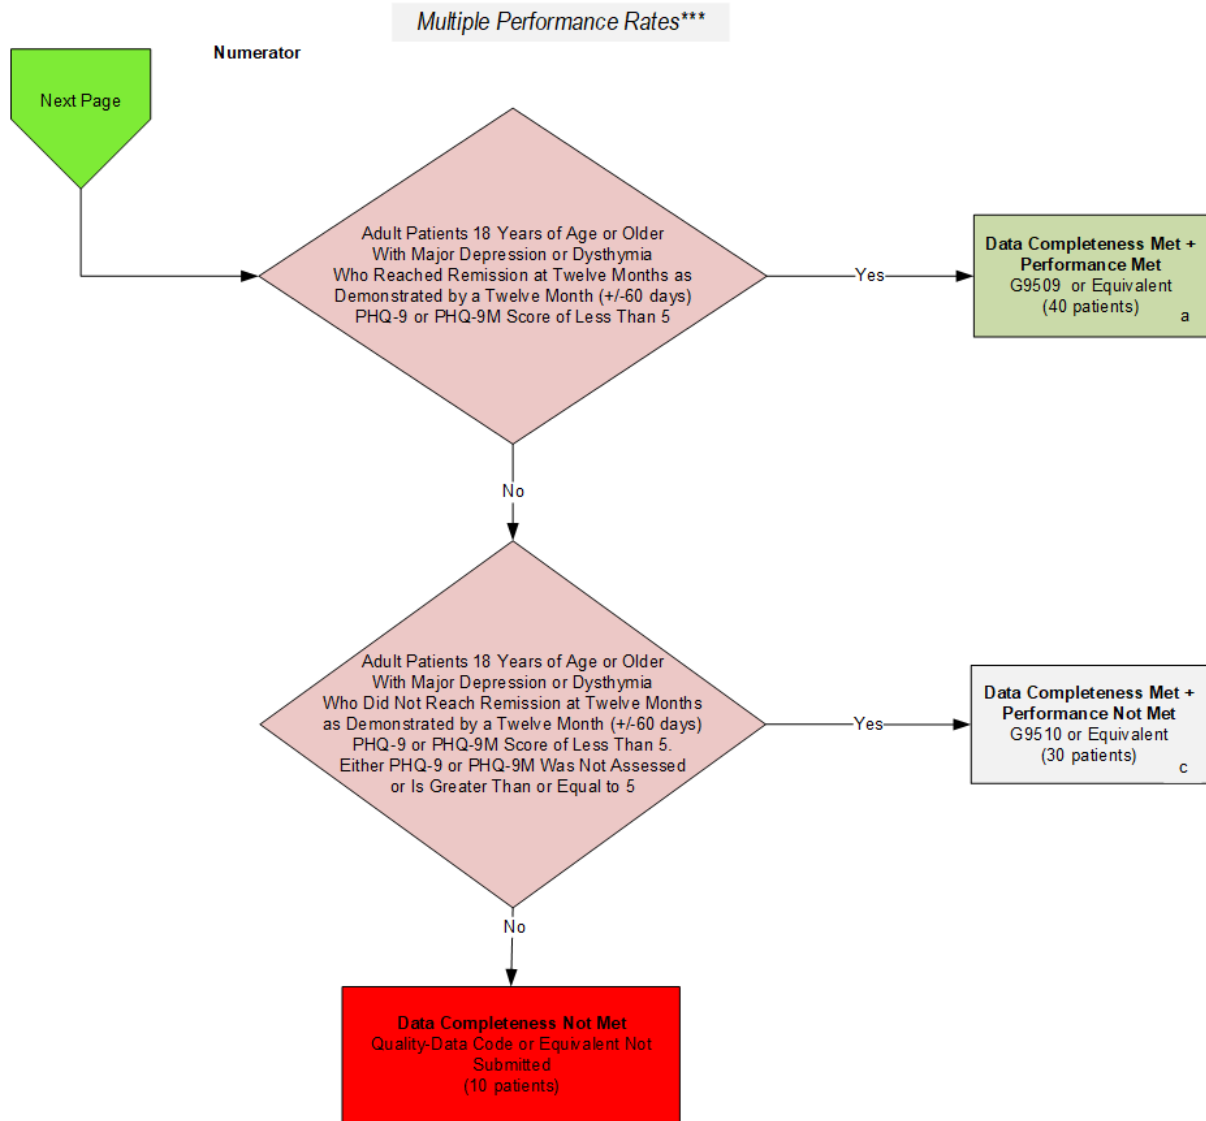 Multiple Performance Rates***
Numerator
Next Page
Adult Patients 18 Years of Age or Older
With Major Depression or Dysthymia
Who Reached Remission at Twelve Months as
Demonstrated by a Twelve Month (+/-60 days)
PHQ-9 or PHQ-9M Score of Less Than 5
Yes
Data Completeness Met +
Performance Met
G9509 or Equivalent
(40 patients)
a
No
Adult Patients 18 Years of Age or Older
With Major Depression or Dysthymia
Who Did Not Reach Remission at Twelve Months
as Demonstrated by a Twelve Month (+/-60 days)
PHQ-9 or PHQ-9M Score of Less Than 5.
Either PHQ-9 or PHQ-9M Was Not Assessed
or Is Greater Than or Equal to 5
Yes
Data Completeness Met +
Performance Not Met
G9510 or Equivalent
(30 patients)
c
No
Data Completeness Not Met
Quality-Data Code or Equivalent Not
Submitted
(10 patients)